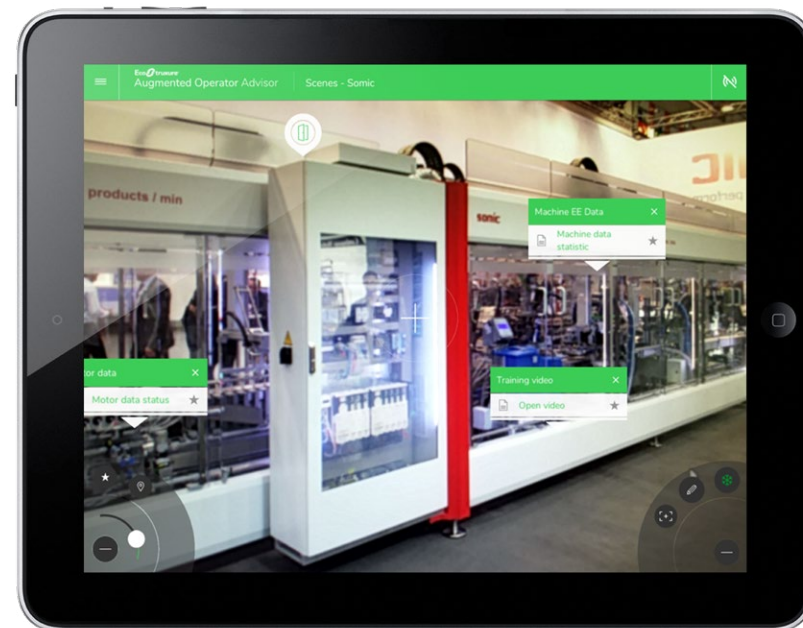 EcoStruxure
Augmented Operator Advisor
Scenes - Somic
products / min
somic
Machine EE Data
Machine data
statistic
tor data
Motor data status
Training video
Open video